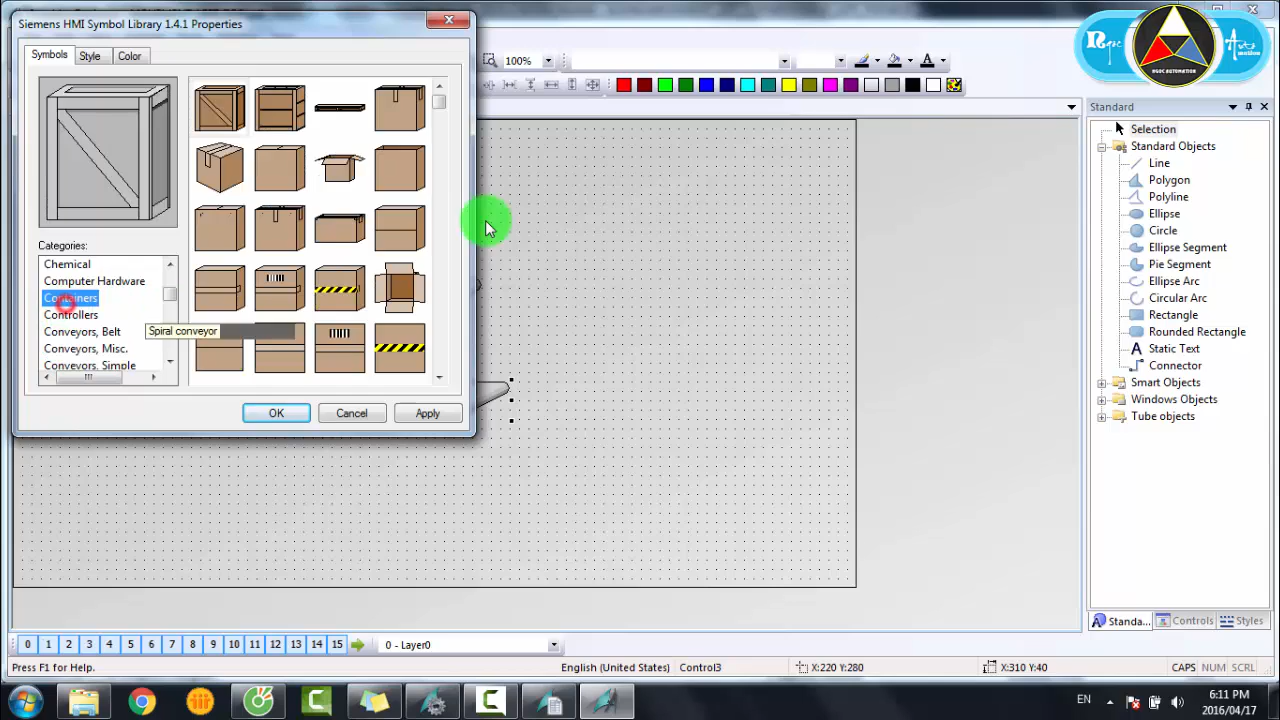 Siemens HMI Symbol Library 1.4.1 Properties
Symbols Style Color
Categories:
Chemical
Computer Hardware
Containers
Controllers
Conveyors, Belt
Conveyors, Misc.
Conveyors, Simple
Spiral conveyor
OK Cancel Apply
100%
NGOC AUTOMATION
Standard
Selection
Standard Objects
Line
Polygon
Polyline
Ellipse
Circle
Ellipse Segment
Pie Segment
Ellipse Arc
Circular Arc
Rectangle
Rounded Rectangle
Static Text
Connector
Smart Objects
Windows Objects
Tube objects
Standa... Controls Styles
0 1 2 3 4 5 6 7 8 9 10 11 12 13 14 15 0 - Layer0
Press F1 for Help. English (United States) Control3 X:220 Y:280 X:310 Y:40 CAPS NUM SCRL
EN 6:11 PM
2016/04/17